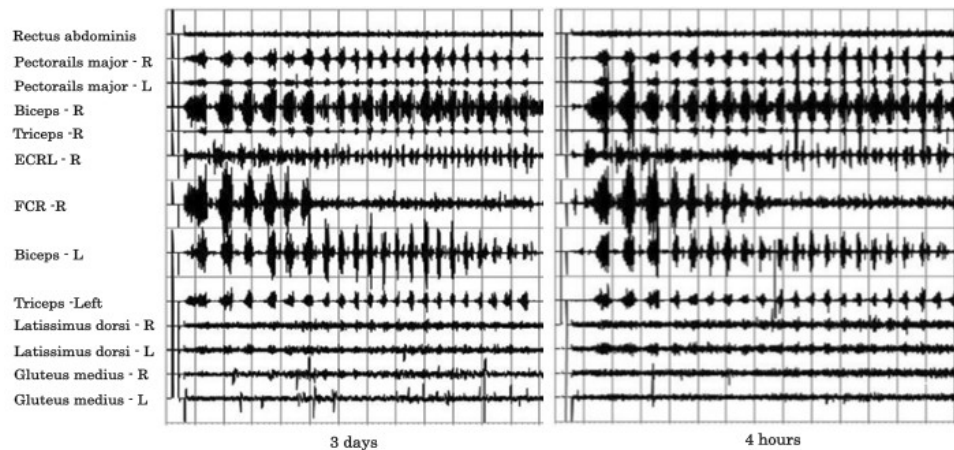 Rectus abdominis
Pectorails major - R
Pectorails major - L
Biceps - R
Triceps -R
ECRL - R
FCR -R
Biceps - L
Triceps -Left
Latissimus dorsi - R
Latissimus dorsi - L
Gluteus medius - R
Gluteus medius - L
3 days
4 hours